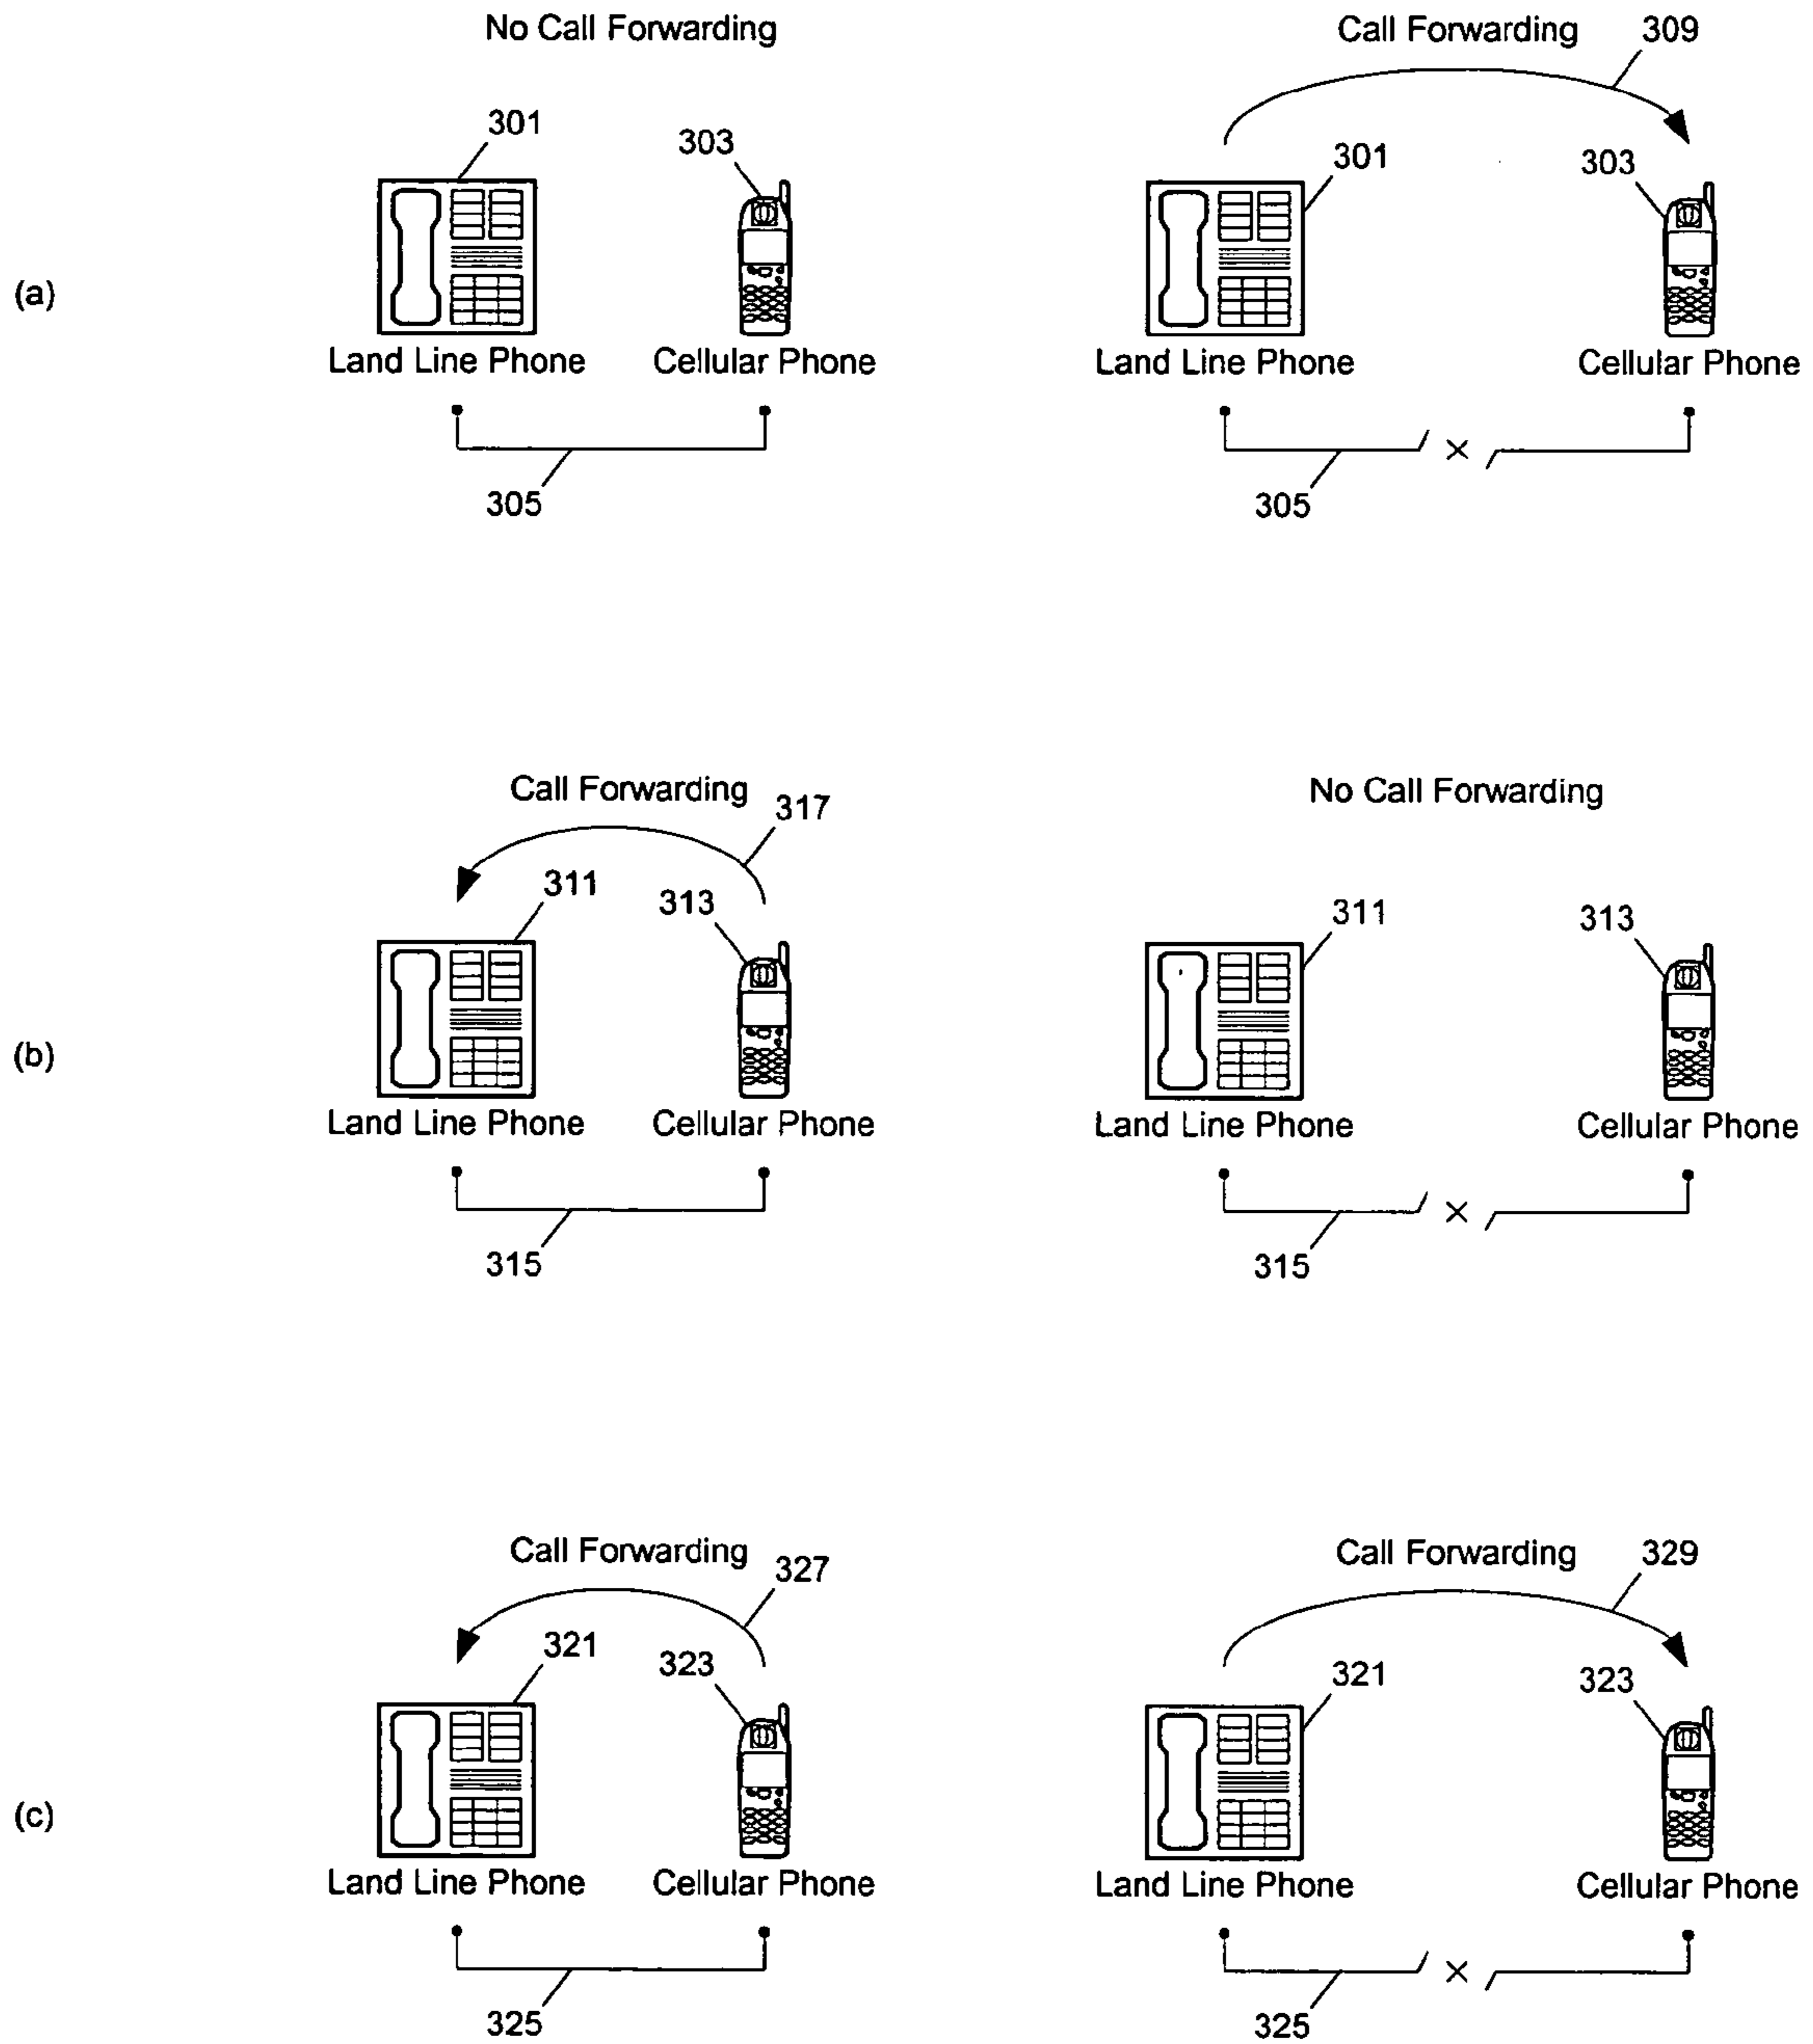 No Call Forwarding
Call Forwarding
309
301
303
301
303
(a)
Land Line Phone
Cellular Phone
Land Line Phone
Cellular Phone
×
305
305
Call Forwarding
317
No Call Forwarding
311
313
311
313
(b)
Land Line Phone
Cellular Phone
Land Line Phone
Cellular Phone
×
315
315
Call Forwarding
327
Call Forwarding
329
321
323
321
323
(c)
Land Line Phone
Cellular Phone
Land Line Phone
Cellular Phone
×
325
325